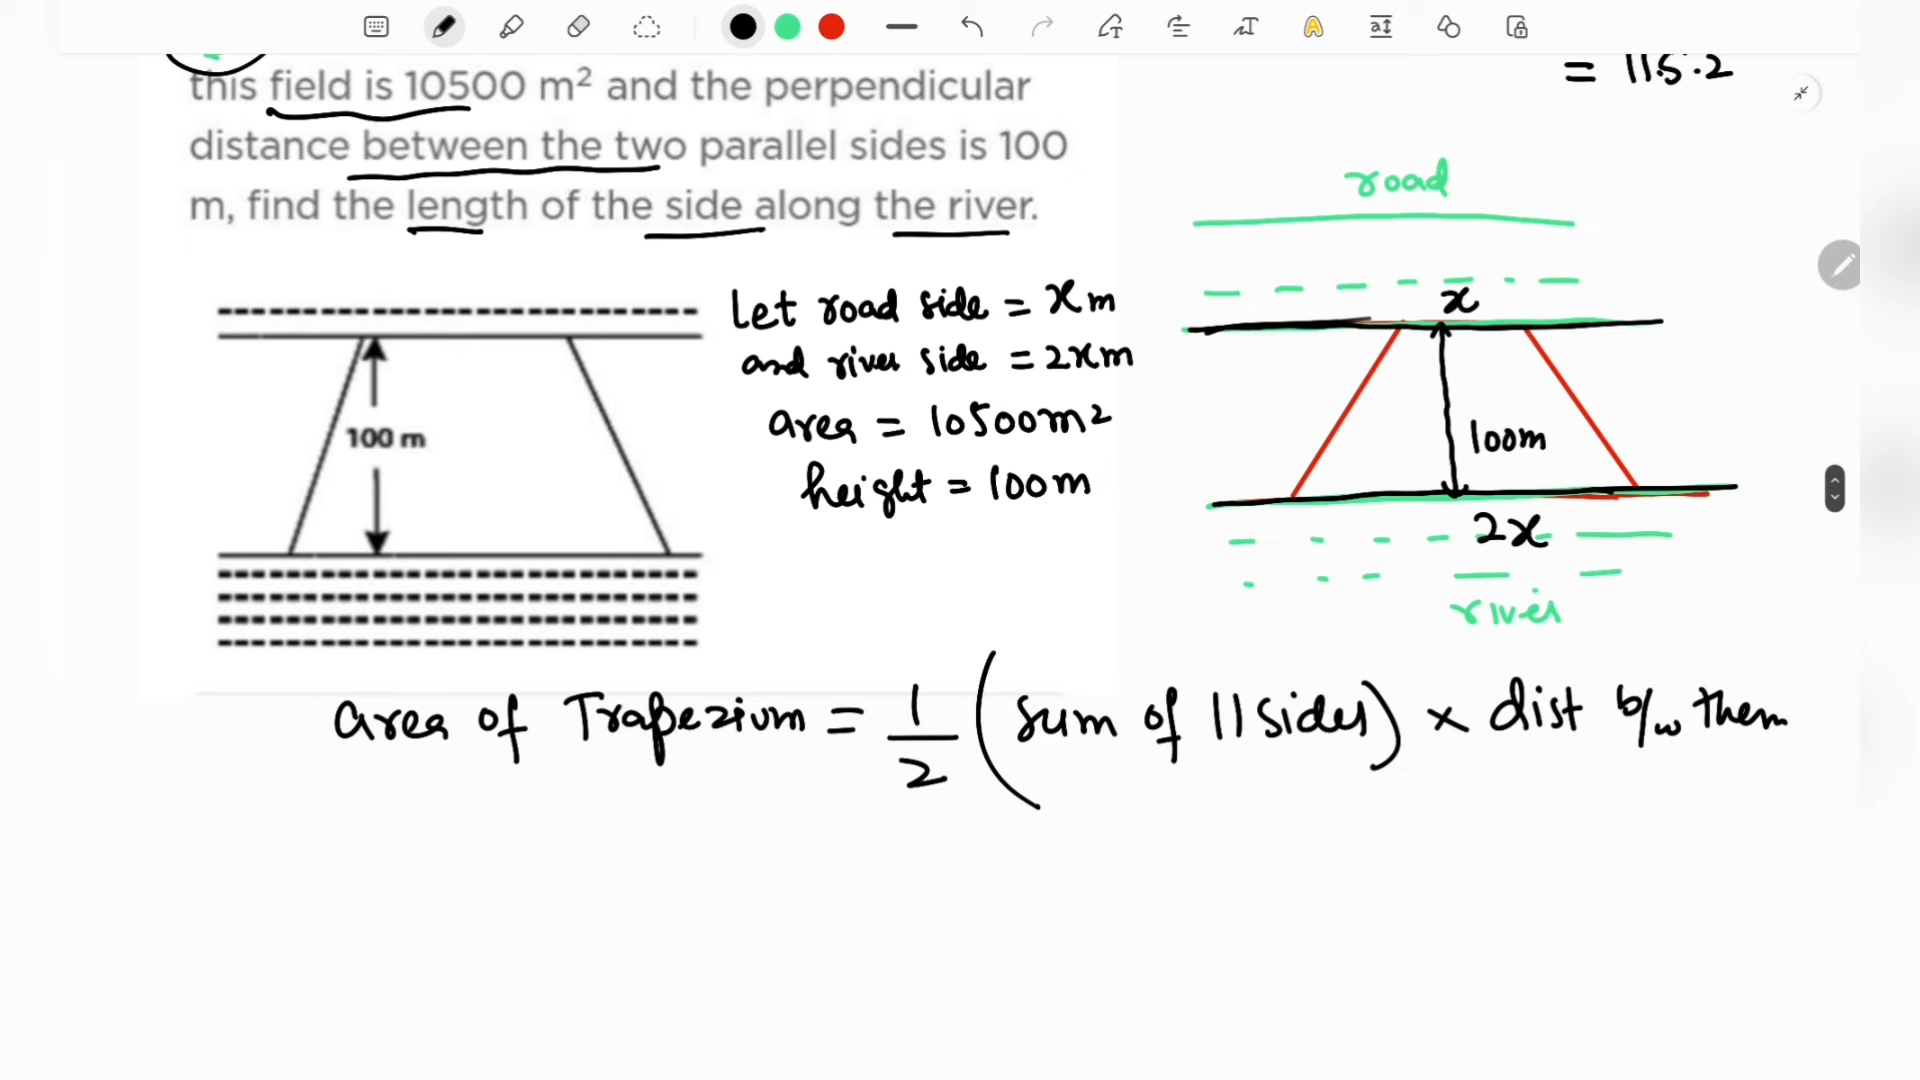 = 115.2
this field is 10500 m² and the perpendicular
distance between the two parallel sides is 100
m, find the length of the side along the river.
road
Let road side = x m
and river side = 2x m
area = 10500 m²
height = 100 m
100 m
x
100m
2x
river
area of Trapezium = 1/2 (sum of || sides) × dist b/w them